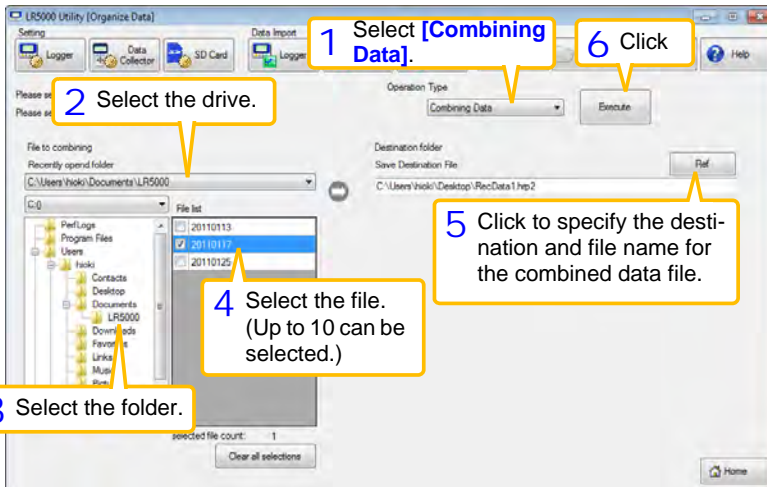 LR5000 Utility [Organize Data]
Setting
Data Import
Logger
Data
Collector
SD Card
Logger
Help
1 Select [Combining
Data].
6 Click
Please se
Please se
2 Select the drive.
Operation Type
Combining Data
Execute
File to combining
Recently opend folder
C:\Users\hioki\Documents\LR5000
Destination folder
Save Destination File
Ref
C:\Users\hioki\Desktop\RecData1.hrp2
C:\)
File list
PerfLogs
Program Files
Users
hioki
Contacts
Desktop
Documents
LR5000
Downloads
Favorites
Links
20110113
20110117
20110125
5 Click to specify the desti-
nation and file name for
the combined data file.
4 Select the file.
(Up to 10 can be
selected.)
3 Select the folder.
selected file count: 1
Clear all selections
Home